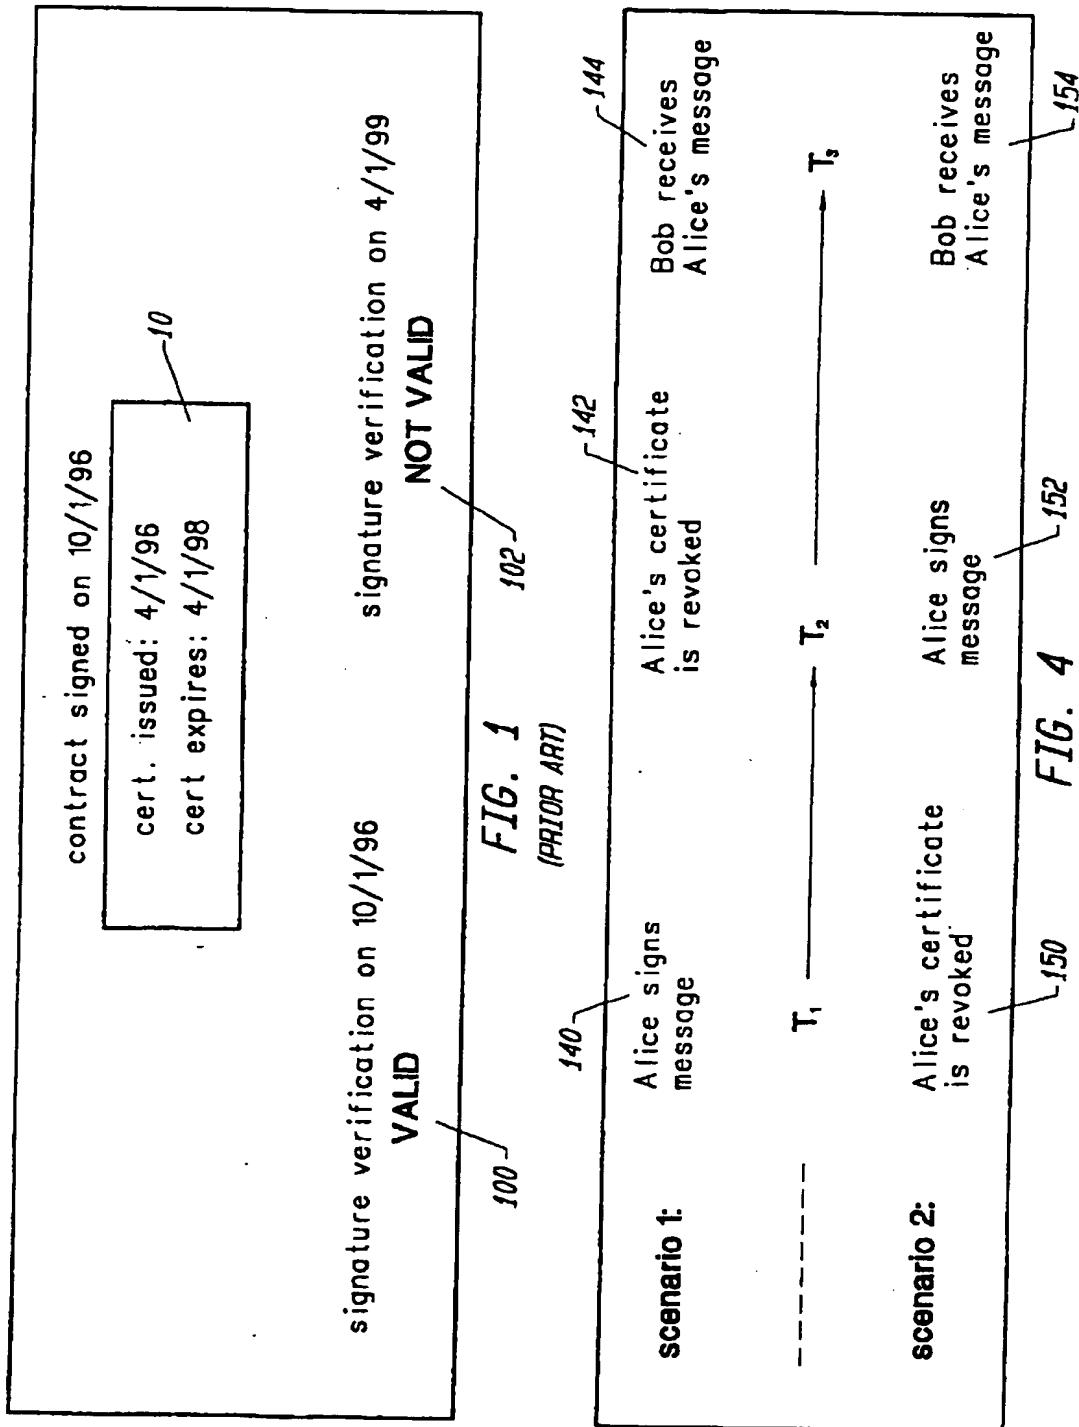 contract signed on 10/1/96
cert. issued: 4/1/96
cert expires: 4/1/98
10
signature verification on 10/1/96
VALID
100
signature verification on 4/1/99
NOT VALID
102
FIG. 1
(PRIOR ART)
scenario 1:
140
Alice signs
message
142
Alice's certificate
is revoked
144
Bob receives
Alice's message
T₁
T₂
T₃
scenario 2:
Alice's certificate
is revoked
150
Alice signs
message
152
Bob receives
Alice's message
154
FIG. 4